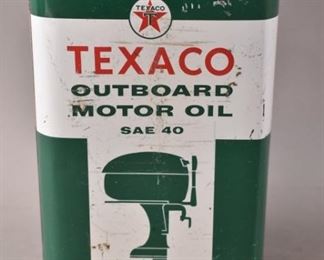 TEXACO
T
TEXACO
OUTBOARD
MOTOR OIL
SAE 40